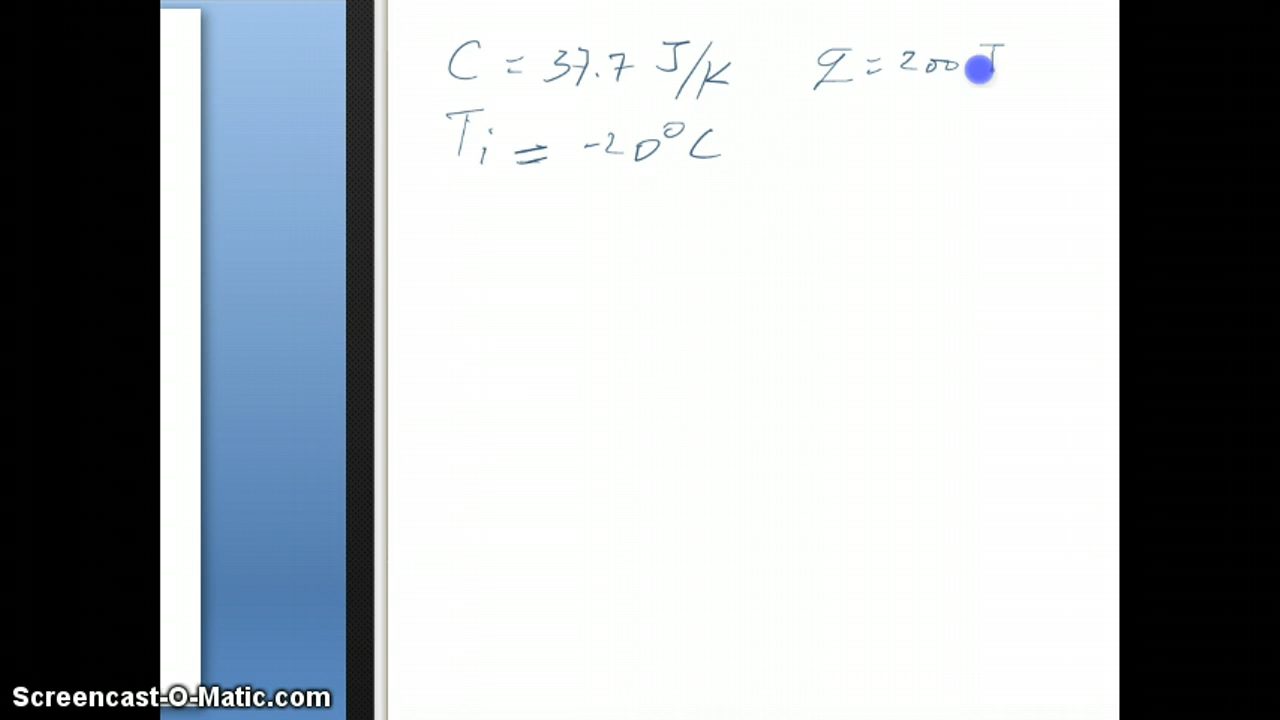 C = 37.7 J/K q = 200 J
Ti = -20°C
Screencast-O-Matic.com